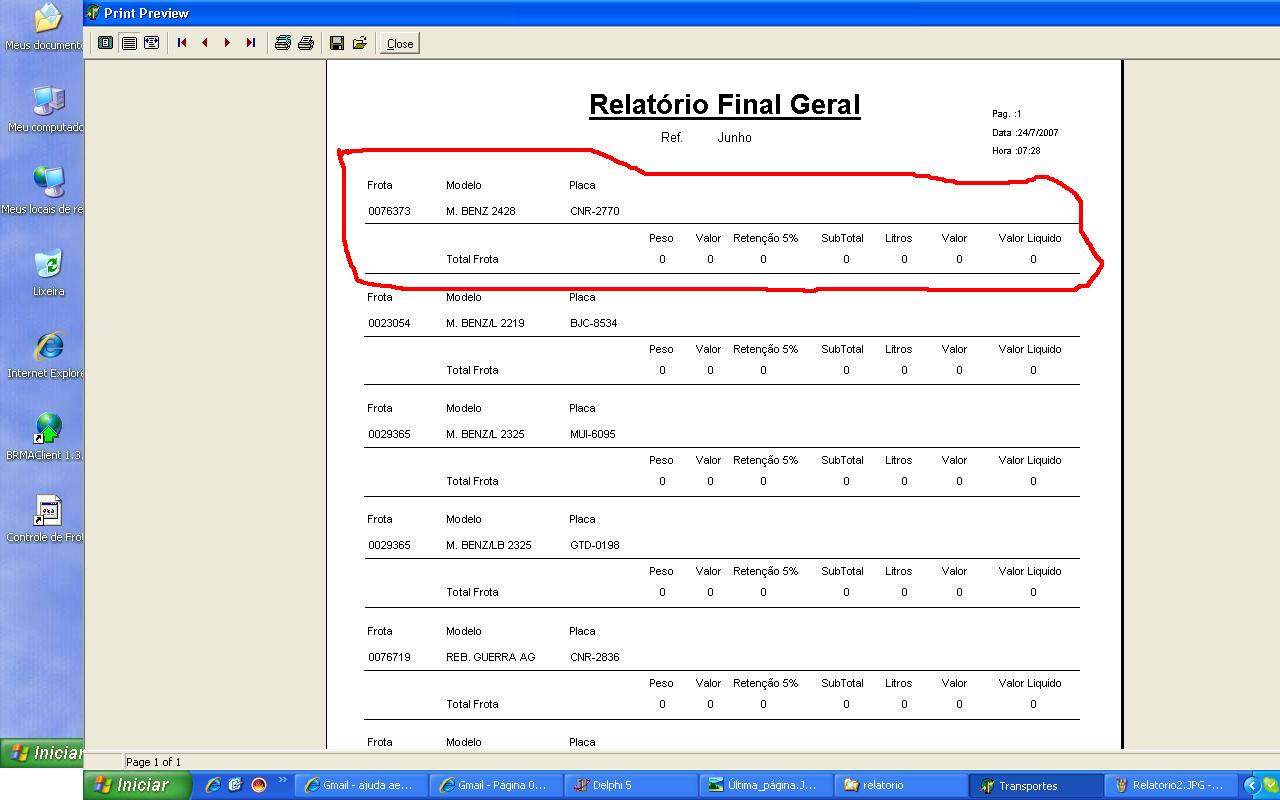 Print Preview
Close
Meus documento
Meu computado
Meus locais de re
Lixeira
Internet Explore
BRMAClient 1.3.
Controle de Frot
Iniciar
Relatório Final Geral
Ref. Junho
Pag. :1
Data :24/7/2007
Hora :07:28
Frota Modelo Placa
0076373 M. BENZ 2428 CNR-2770
Peso Valor Retenção 5% SubTotal Litros Valor Valor Liquido
Total Frota 0 0 0 0 0 0 0
Frota Modelo Placa
0023054 M. BENZ/L 2219 BJC-8534
Peso Valor Retenção 5% SubTotal Litros Valor Valor Liquido
Total Frota 0 0 0 0 0 0 0
Frota Modelo Placa
0029365 M. BENZ/L 2325 MUI-6095
Peso Valor Retenção 5% SubTotal Litros Valor Valor Liquido
Total Frota 0 0 0 0 0 0 0
Frota Modelo Placa
0029365 M. BENZ/LB 2325 GTD-0198
Peso Valor Retenção 5% SubTotal Litros Valor Valor Liquido
Total Frota 0 0 0 0 0 0 0
Frota Modelo Placa
0076719 REB. GUERRA AG CNR-2836
Peso Valor Retenção 5% SubTotal Litros Valor Valor Liquido
Total Frota 0 0 0 0 0 0 0
Frota Modelo Placa
Page 1 of 1
Iniciar Gmail - ajuda ae... Gmail - Página 0... Delphi 5 Última_página.J... relatorio Transportes Relatorio2.JPG -...